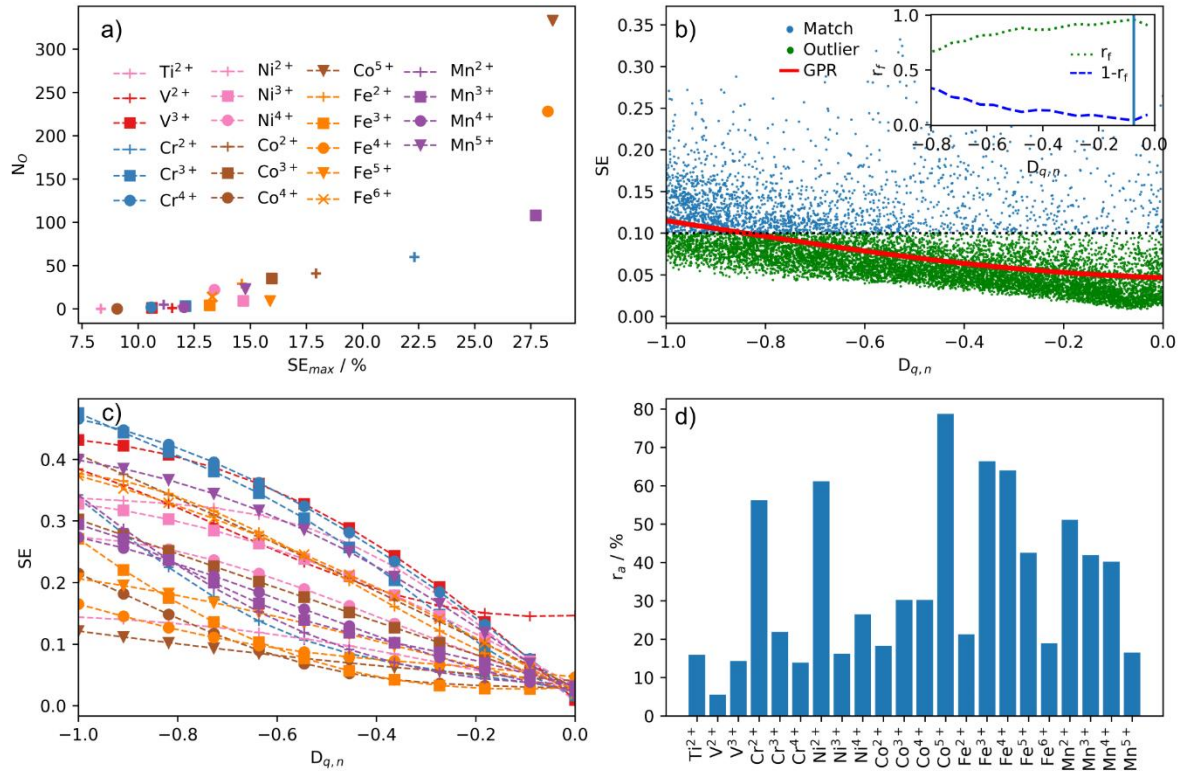 a)
N_O
300
250
200
150
100
50
0
Ti²⁺
V²⁺
V³⁺
Cr²⁺
Cr³⁺
Cr⁴⁺
Ni²⁺
Ni³⁺
Ni⁴⁺
Co²⁺
Co³⁺
Co⁴⁺
Co⁵⁺
Fe²⁺
Fe³⁺
Fe⁴⁺
Fe⁵⁺
Fe⁶⁺
Mn²⁺
Mn³⁺
Mn⁴⁺
Mn⁵⁺
7.5 10.0 12.5 15.0 17.5 20.0 22.5 25.0 27.5
SE_max / %
b)
SE
0.35
0.30
0.25
0.20
0.15
0.10
0.05
0.00
Match
Outlier
GPR
r_f
1.0
0.5
0.0
r_f
1-r_f
−0.8 −0.6 −0.4 −0.2 0.0
D_q,n
−1.0 −0.8 −0.6 −0.4 −0.2 0.0
D_q,n
c)
SE
0.4
0.3
0.2
0.1
0.0
−1.0 −0.8 −0.6 −0.4 −0.2 0.0
D_q,n
d)
r_a / %
80
70
60
50
40
30
20
10
0
Ti²⁺
V²⁺
V³⁺
Cr²⁺
Cr³⁺
Cr⁴⁺
Ni²⁺
Ni³⁺
Ni⁴⁺
Co²⁺
Co³⁺
Co⁴⁺
Co⁵⁺
Fe²⁺
Fe³⁺
Fe⁴⁺
Fe⁵⁺
Fe⁶⁺
Mn²⁺
Mn³⁺
Mn⁴⁺
Mn⁵⁺